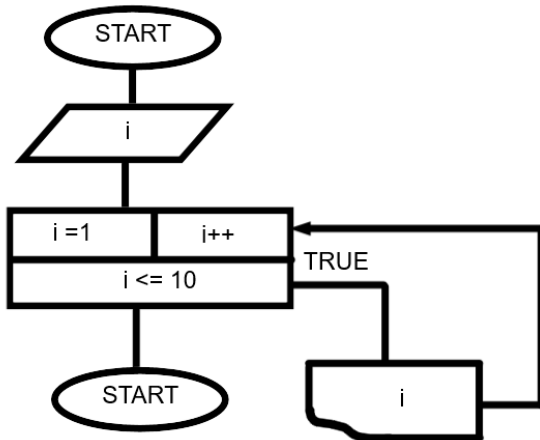 START
i
i =1
i++
TRUE
i <= 10
START
i